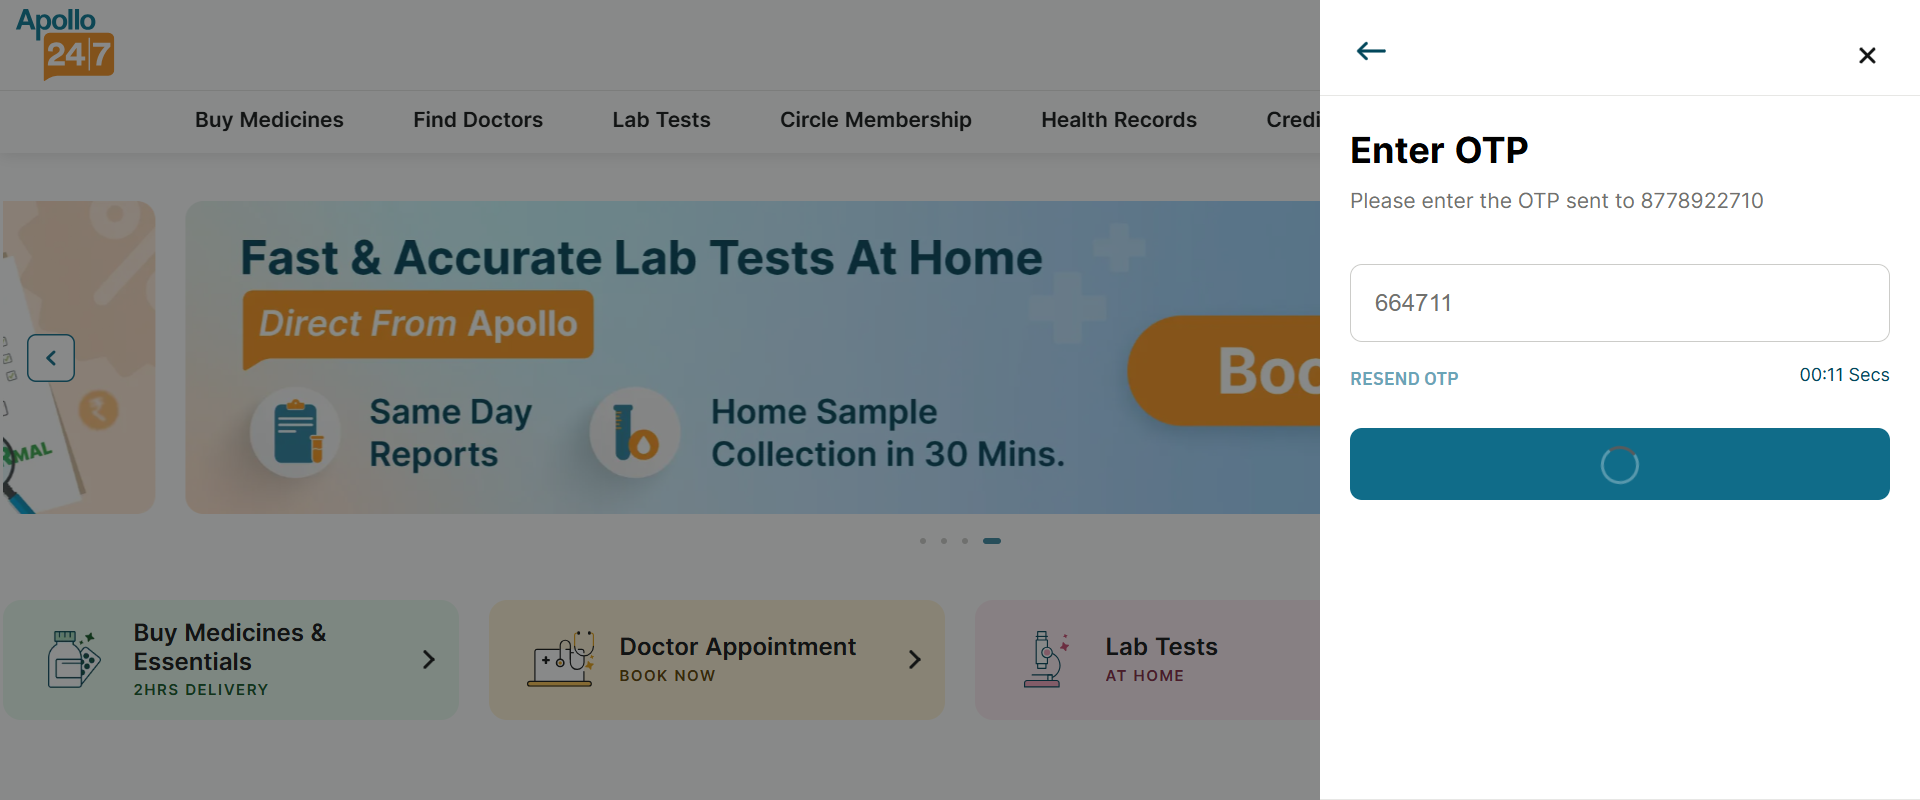 Apollo
24|7
Buy Medicines
Find Doctors
Lab Tests
Circle Membership
Health Records
Credi
Fast & Accurate Lab Tests At Home
Direct From Apollo
Same Day
Reports
Home Sample
Collection in 30 Mins.
Boo
RMAL
Buy Medicines &
Essentials
2HRS DELIVERY
Doctor Appointment
BOOK NOW
Lab Tests
AT HOME
Enter OTP
Please enter the OTP sent to 8778922710
664711
RESEND OTP
00:11 Secs